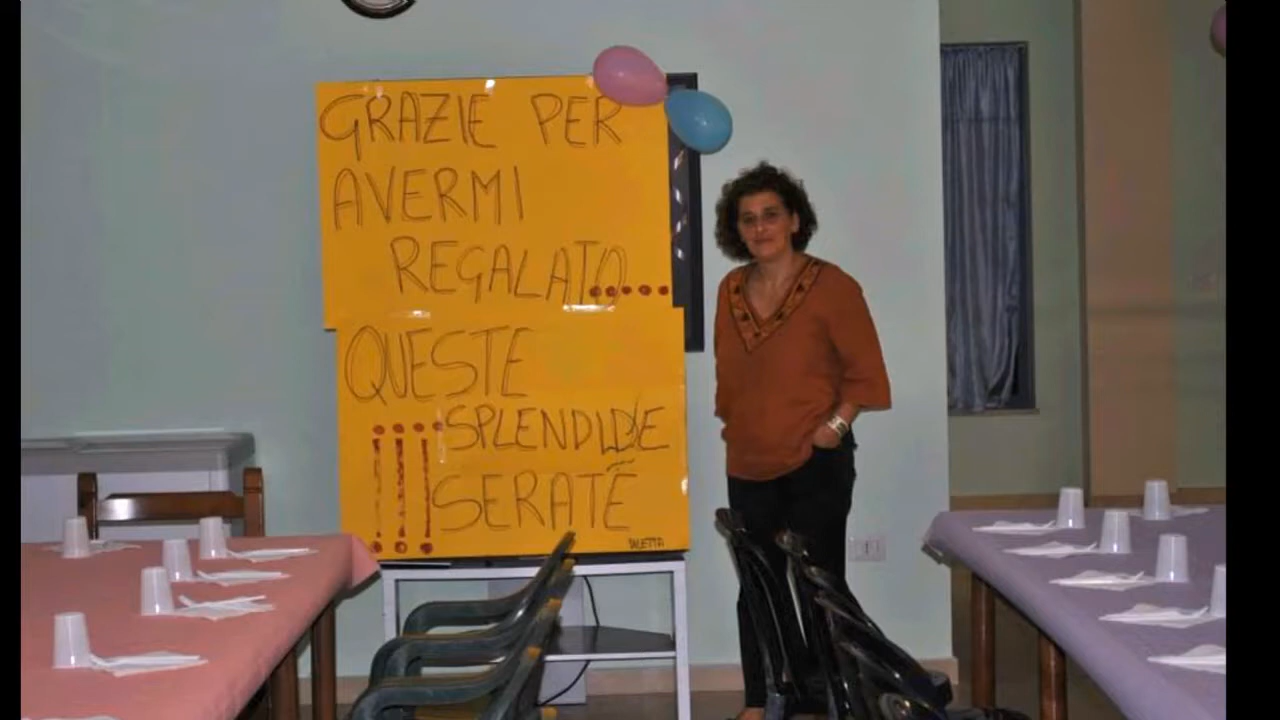 GRAZIE PER
AVERMI
REGALATO.....
QUESTE
!!! SPLENDIDE
SERATE